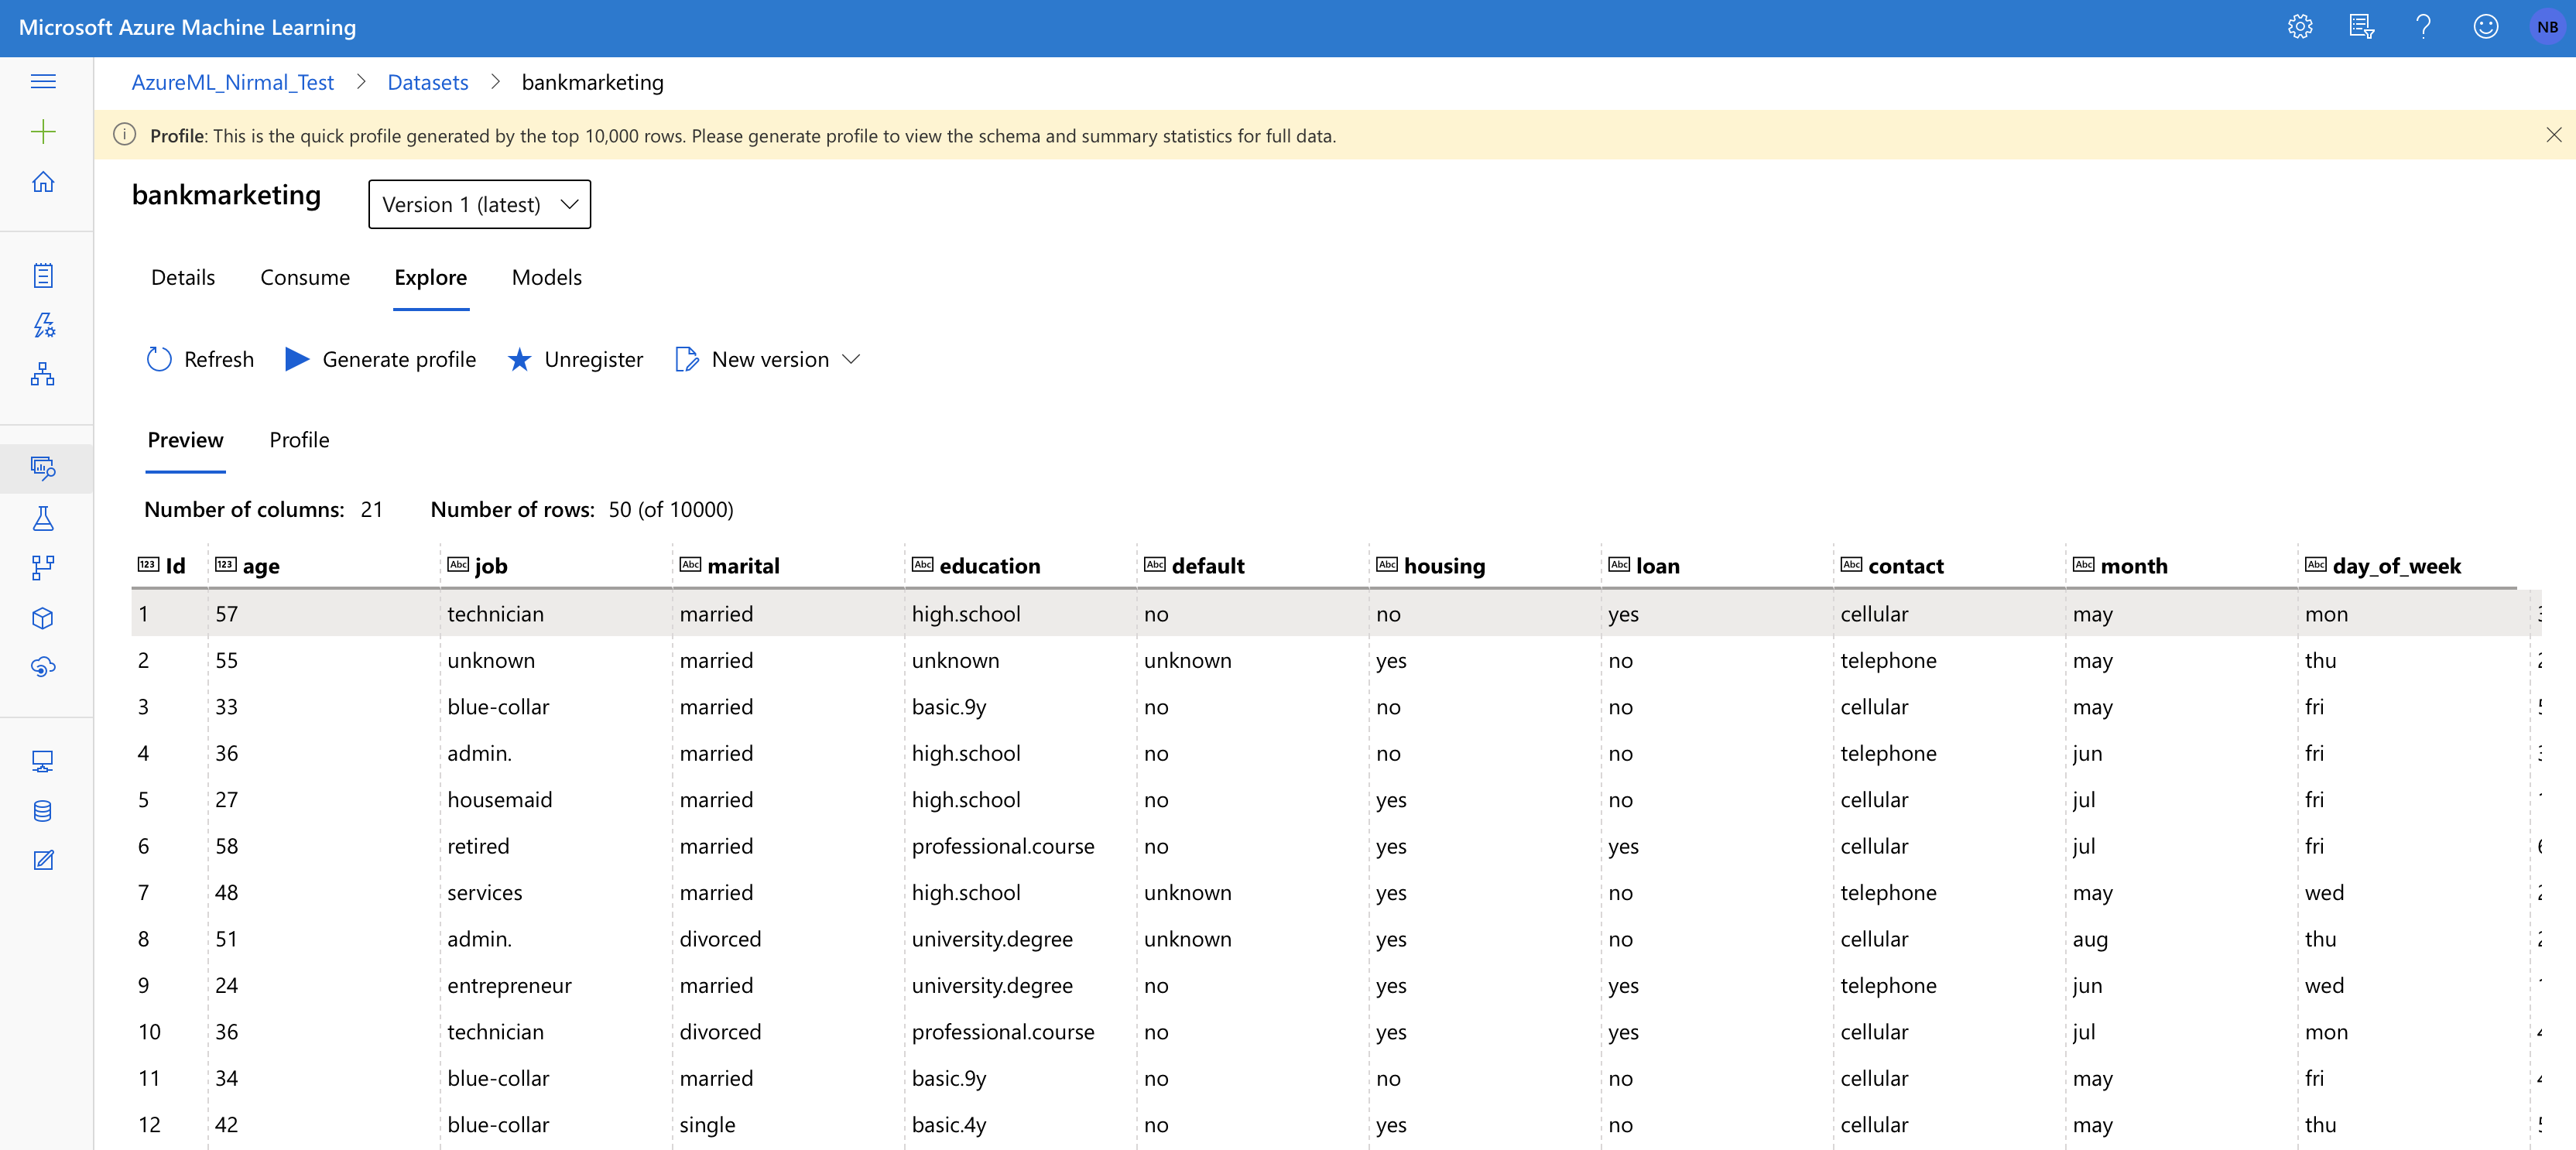 Microsoft Azure Machine Learning
NB
AzureML_Nirmal_Test > Datasets > bankmarketing
Profile: This is the quick profile generated by the top 10,000 rows. Please generate profile to view the schema and summary statistics for full data.
bankmarketing Version 1 (latest)
Details Consume Explore Models
Refresh Generate profile Unregister New version
Preview Profile
Number of columns: 21 Number of rows: 50 (of 10000)
123 Id 123 age Abc job Abc marital Abc education Abc default Abc housing Abc loan Abc contact Abc month Abc day_of_week
1 57 technician married high.school no no yes cellular may mon
2 55 unknown married unknown unknown yes no telephone may thu
3 33 blue-collar married basic.9y no no no cellular may fri
4 36 admin. married high.school no no no telephone jun fri
5 27 housemaid married high.school no yes no cellular jul fri
6 58 retired married professional.course no yes yes cellular jul fri
7 48 services married high.school unknown yes no telephone may wed
8 51 admin. divorced university.degree unknown yes no cellular aug thu
9 24 entrepreneur married university.degree no yes yes telephone jun wed
10 36 technician divorced professional.course no yes yes cellular jul mon
11 34 blue-collar married basic.9y no no no cellular may fri
12 42 blue-collar single basic.4y no yes no cellular may thu